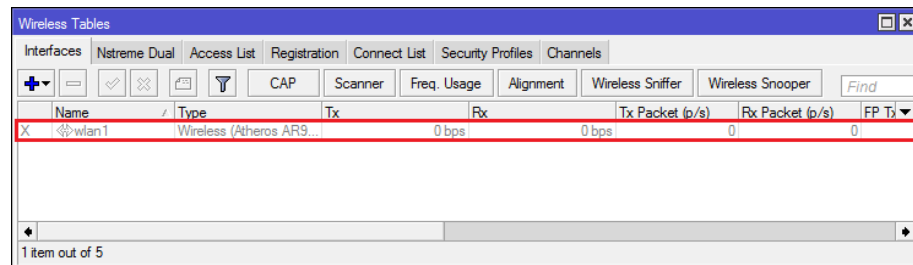 Wireless Tables
Interfaces Nstreme Dual Access List Registration Connect List Security Profiles Channels
CAP Scanner Freq. Usage Alignment Wireless Sniffer Wireless Snooper Find
Name / Type Tx Rx Tx Packet (p/s) Rx Packet (p/s) FP Tx
X wlan1 Wireless (Atheros AR9... 0 bps 0 bps 0 0
1 item out of 5